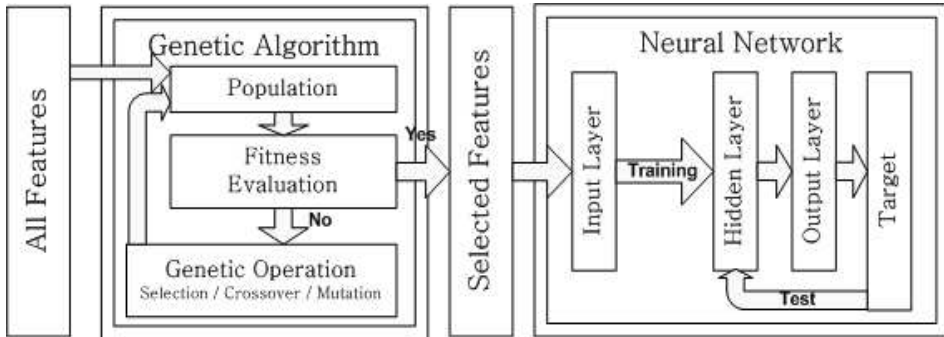 All Features
Genetic Algorithm
Population
Fitness
Evaluation
Yes
No
Genetic Operation
Selection / Crossover / Mutation
Selected Features
Neural Network
Input Layer
Training
Hidden Layer
Output Layer
Target
Test